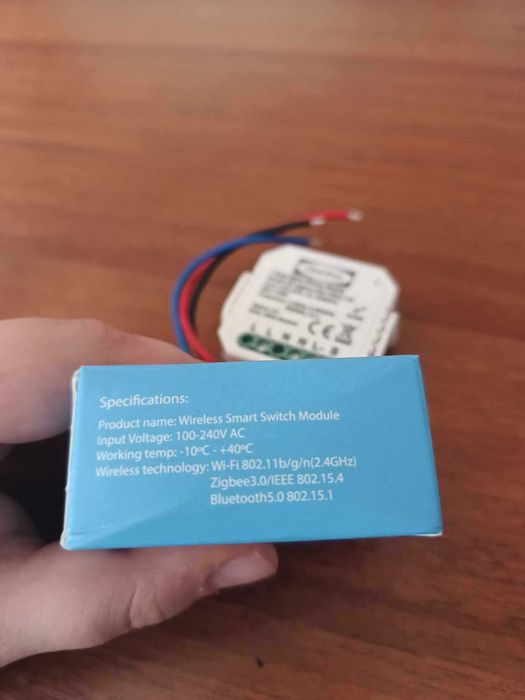 Specifications:
Product name: Wireless Smart Switch Module
Input Voltage: 100-240V AC
Working temp: -10ºC - +40ºC
Wireless technology: Wi-Fi 802.11b/g/n(2.4GHz)
Zigbee3.0/IEEE 802.15.4
Bluetooth5.0 802.15.1